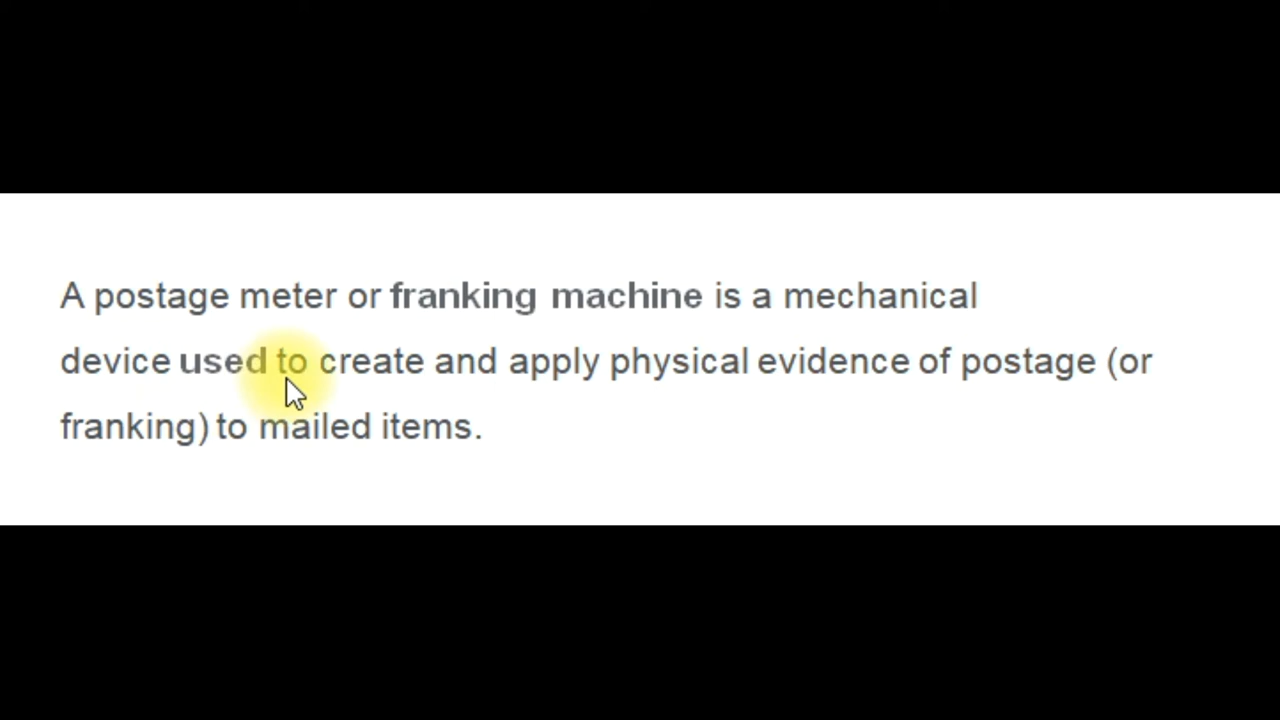 A postage meter or franking machine is a mechanical
device used to create and apply physical evidence of postage (or
franking) to mailed items.